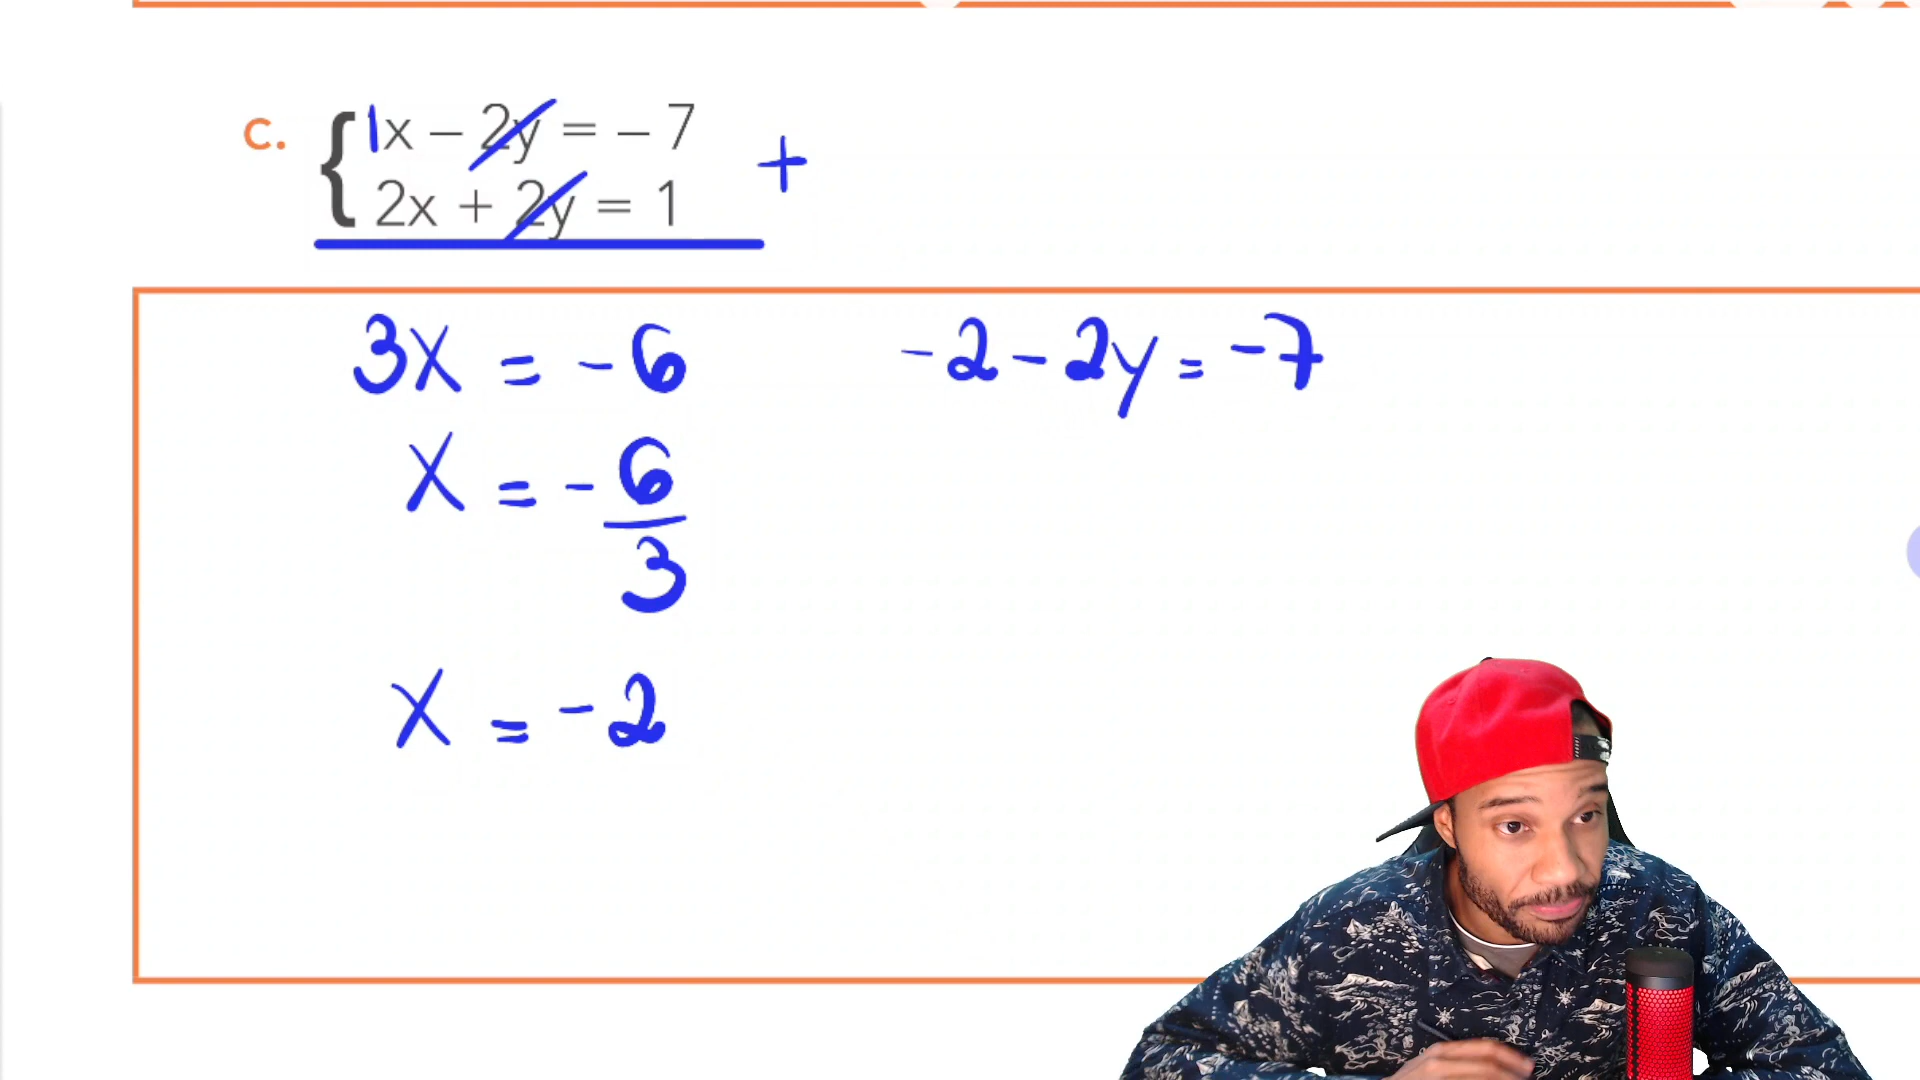 c. { 1x − 2y = − 7
2x + 2y = 1
+
3x = -6
x = -6/3
x = -2
-2 - 2y = -7